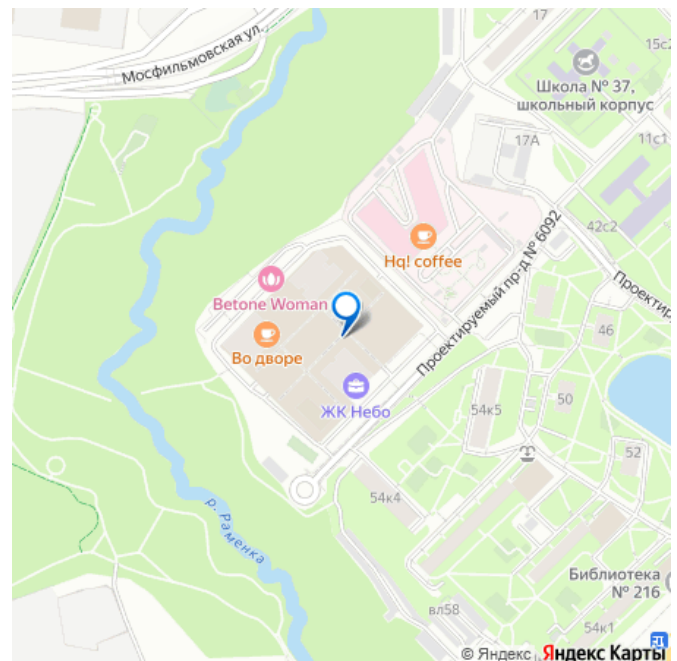 17
15с2
Мосфильмовская ул.
Школа № 37,
школьный корпус
17А
11с1
42с2
Hq! coffee
Проектируемый пр-д № 6092
Проектиру
Betone Woman
46
Во дворе
ЖК Небо
50
54к5
52
54к4
р. Раменка
Библиотека
№ 216
вл58
54к1
© Яндекс Яндекс Карты